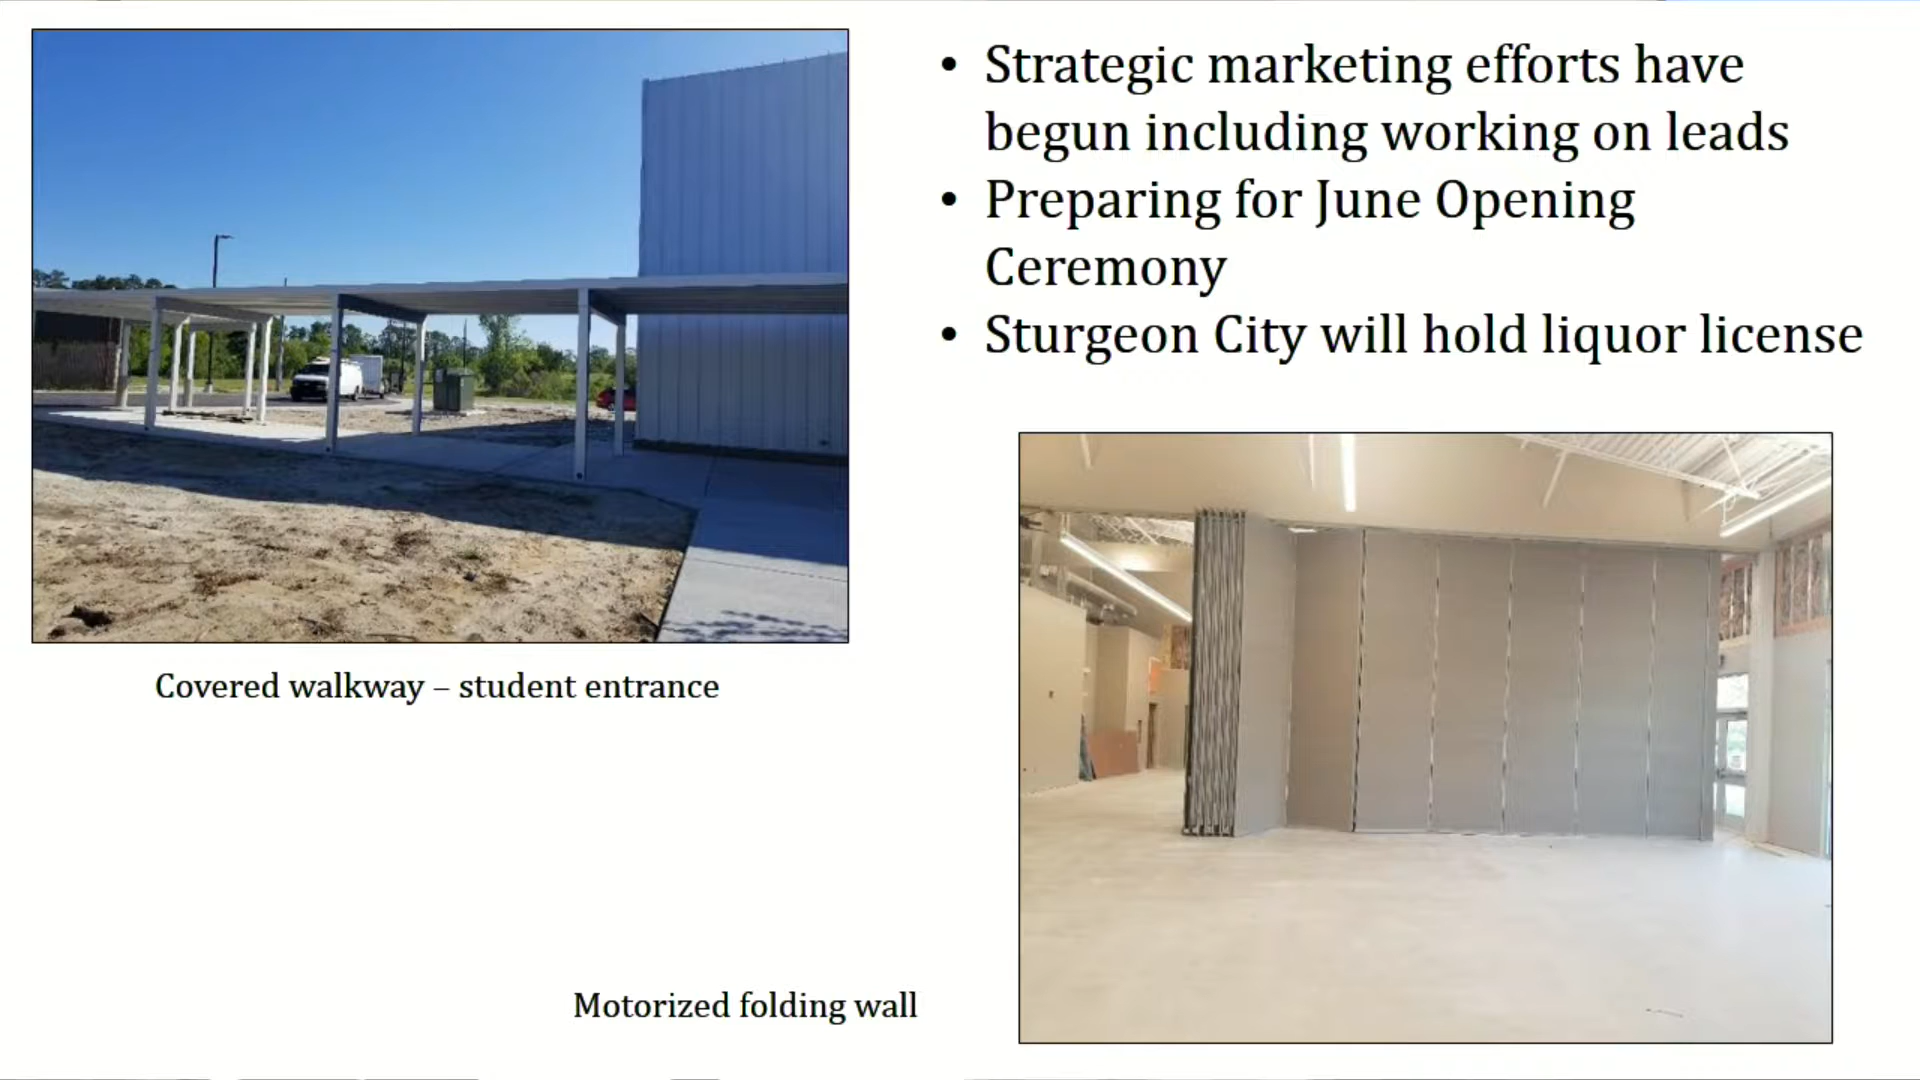 • Strategic marketing efforts have
begun including working on leads
• Preparing for June Opening
Ceremony
• Sturgeon City will hold liquor license
Covered walkway – student entrance
Motorized folding wall